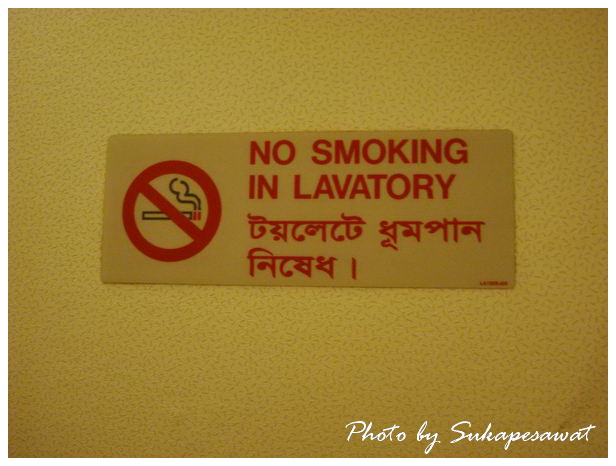 NO SMOKING
IN LAVATORY
টয়লেটে ধূমপান
নিষেধ ।
Photo by Sukapesawat